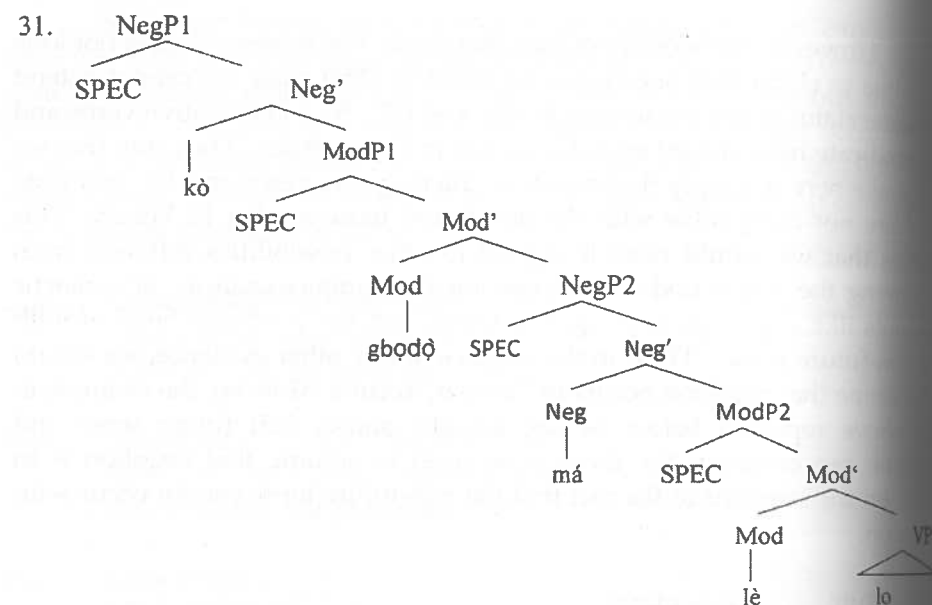 31. NegP1
SPEC Neg'
kò ModP1
SPEC Mod'
Mod NegP2
gbọdọ̀ SPEC Neg'
Neg ModP2
má SPEC Mod'
Mod VP
lè lọ